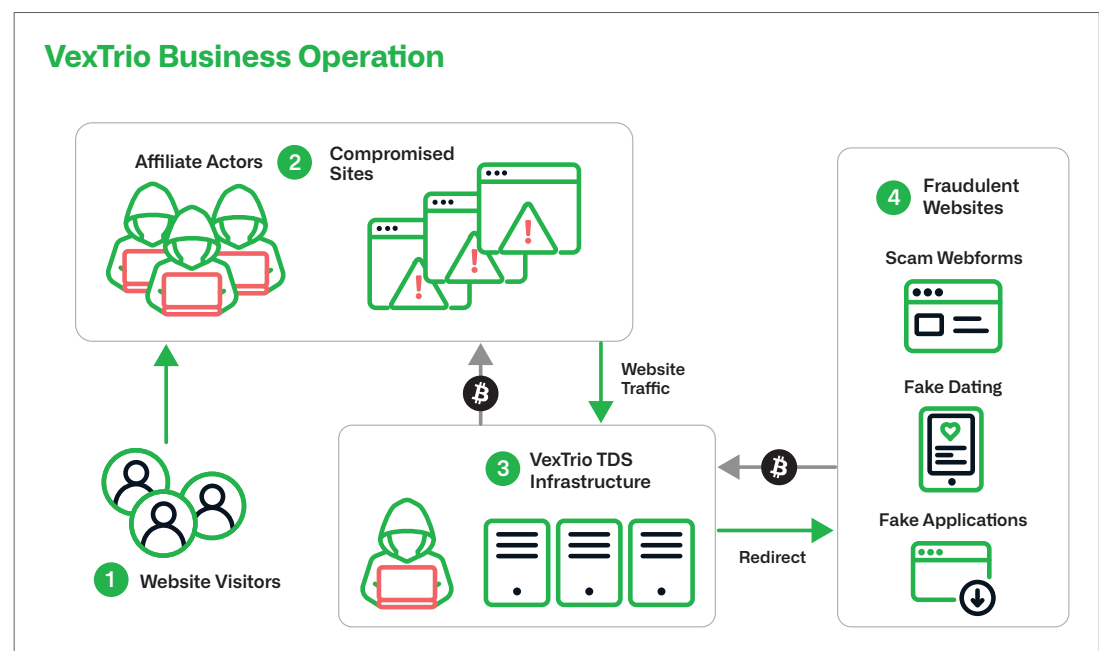 VexTrio Business Operation
Affiliate Actors
2
Compromised
Sites
4
Fraudulent
Websites
Scam Webforms
Website
Traffic
Fake Dating
3
VexTrio TDS
Infrastructure
Fake Applications
Redirect
1
Website Visitors